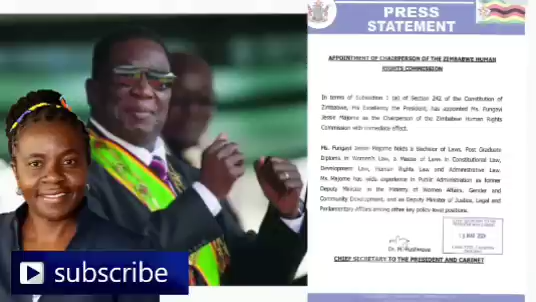 PRESS
STATEMENT
APPOINTMENT OF CHAIRPERSON OF THE ZIMBABWE HUMAN
RIGHTS COMMISSION
In terms of Subsection 1 (a) of Section 242 of the Constitution of
Zimbabwe, His Excellency the President, has appointed Ms. Fungayi
Jessie Majome as the Chairperson of the Zimbabwe Human Rights
Commission with immediate effect.
Ms. Fungayi Jessie Majome holds a Bachelor of Laws, Post Graduate
Diploma in Women's Law, a Master of Laws in Constitutional Law,
Development Law, Human Rights Law and Administrative Law.
Ms Majome has wide experience in Public Administration as former
Deputy Minister in the Ministry of Women Affairs, Gender and
Community Development, and as Deputy Minister of Justice, Legal and
Parliamentary Affairs among other key policy-level positions.
CHIEF SECRETARY TO THE PRESIDENT AND CABINET
subscribe